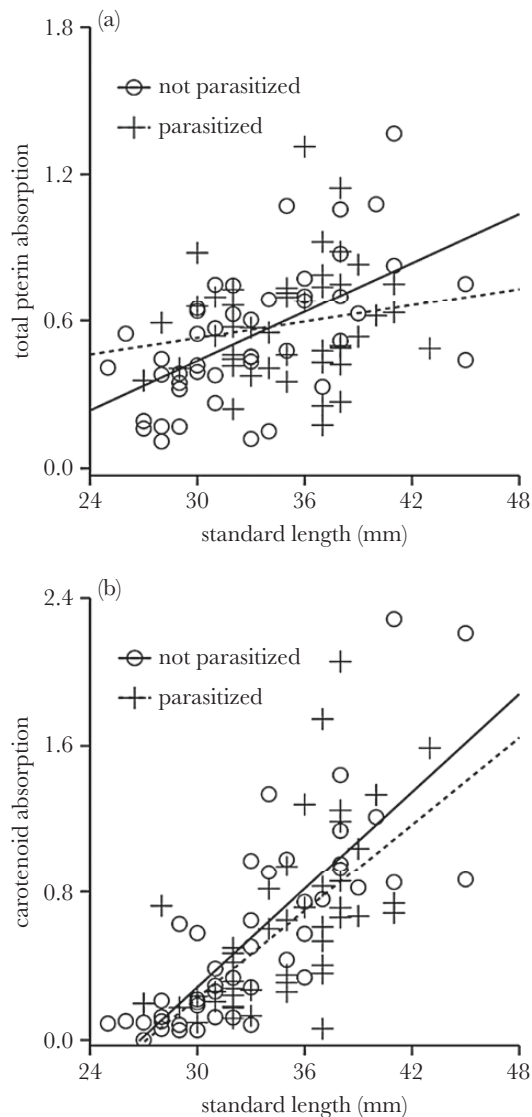 (a)
1.8
not parasitized
parasitized
1.2
total pterin absorption
0.6
0.0
24 30 36 42 48
standard length (mm)
(b)
2.4
not parasitized
parasitized
1.6
carotenoid absorption
0.8
0.0
24 30 36 42 48
standard length (mm)